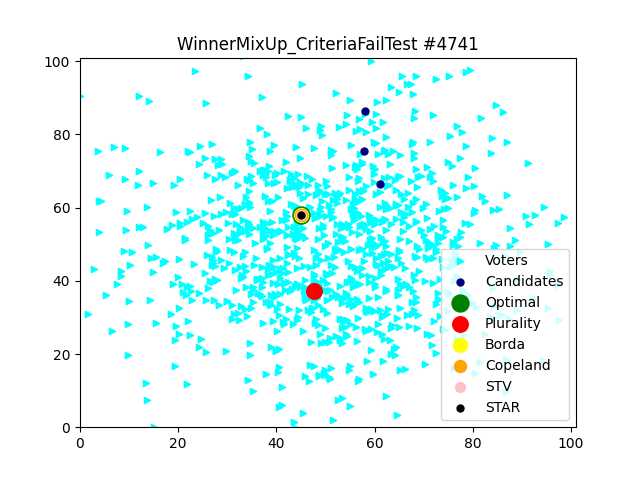 WinnerMixUp_CriteriaFailTest #4741
100
80
60
40
20
0
0 20 40 60 80 100
Voters
Candidates
Optimal
Plurality
Borda
Copeland
STV
STAR